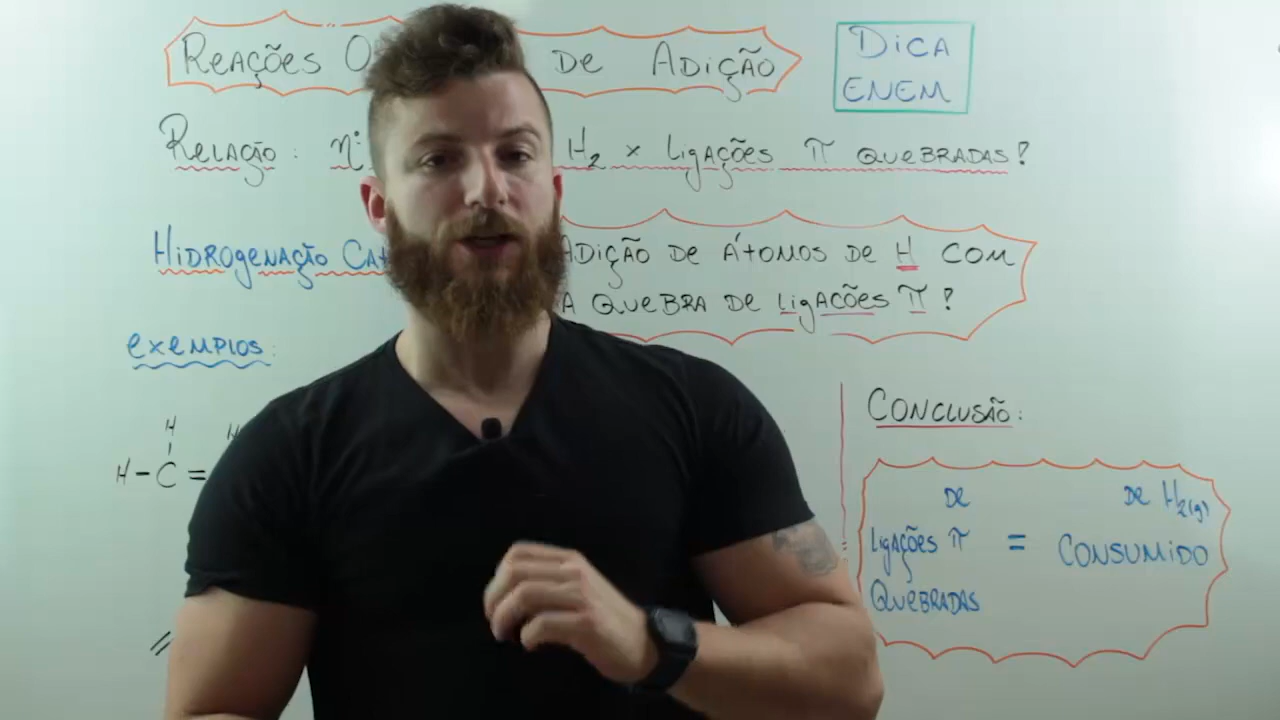 REAÇÕES O DE ADIÇÃO
DICA
ENEM
RELAÇÃO: Nº H2 × LIGAÇÕES π QUEBRADAS?
HIDROGENAÇÃO CAT
ADIÇÃO DE ÁTOMOS DE H COM
A QUEBRA DE LIGAÇÕES π?
EXEMPLOS:
CONCLUSÃO:
H H
H-C=
DE DE H2(g)
LIGAÇÕES π = CONSUMIDO
QUEBRADAS